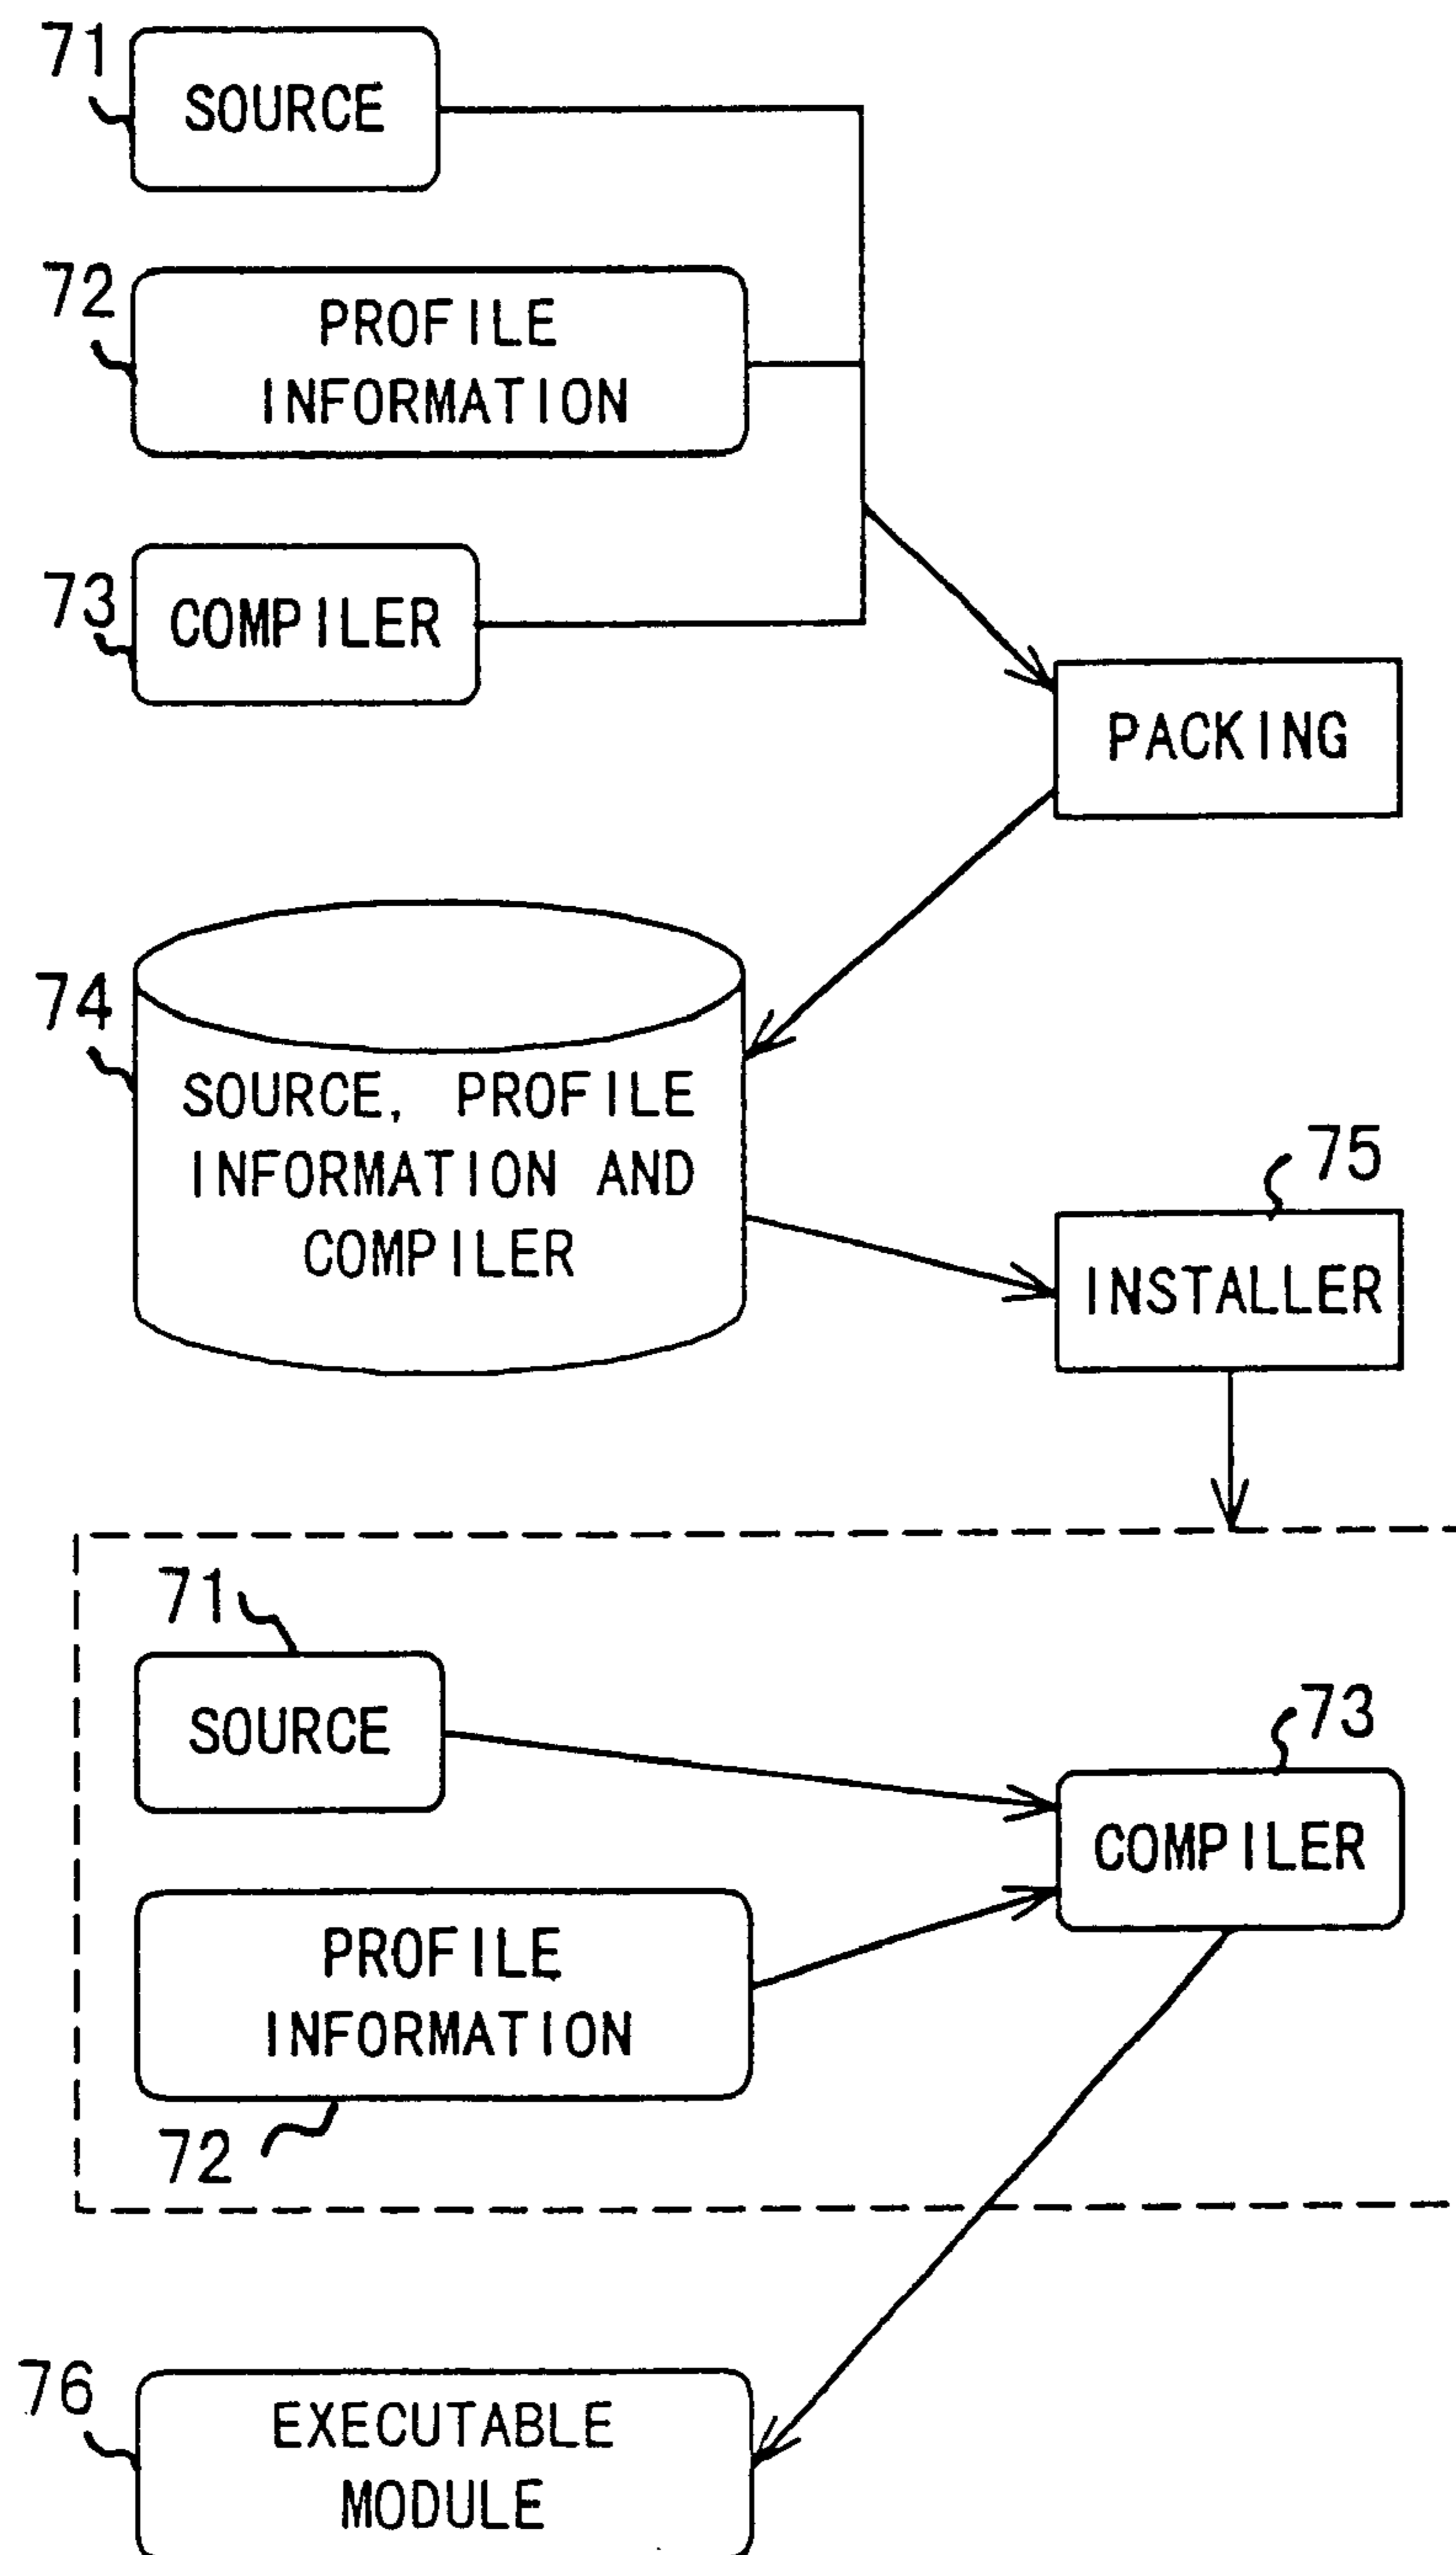 71
SOURCE
72
PROFILE
INFORMATION
73
COMPILER
PACKING
74
SOURCE, PROFILE
INFORMATION AND
COMPILER
75
INSTALLER
71
SOURCE
73
COMPILER
PROFILE
INFORMATION
72
76
EXECUTABLE
MODULE